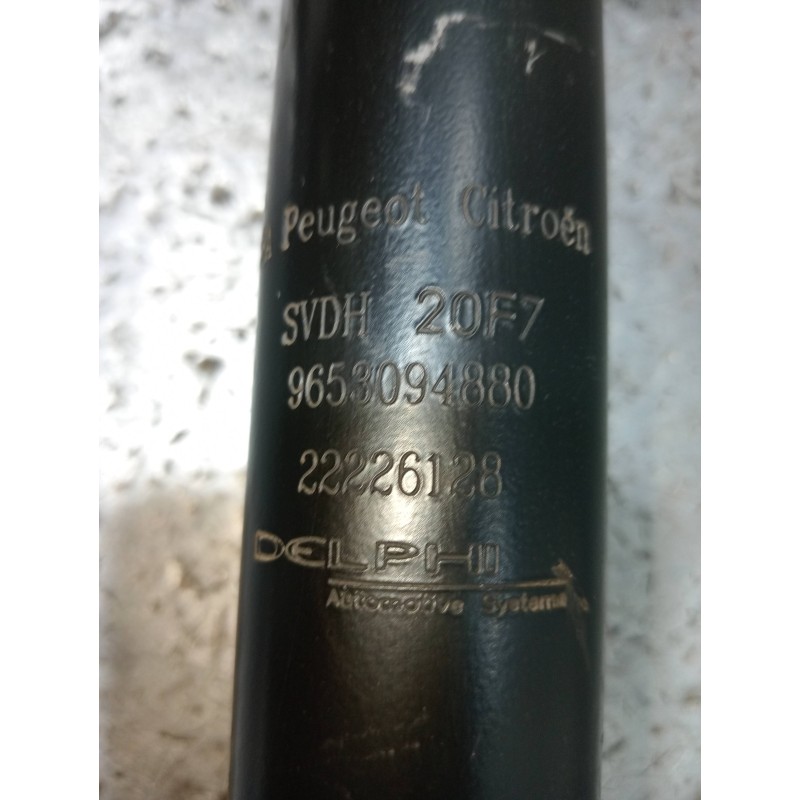 A Peugeot Citroën
SVDH 20F7
9653094880
22226128
DELPHI
Automotive Systems